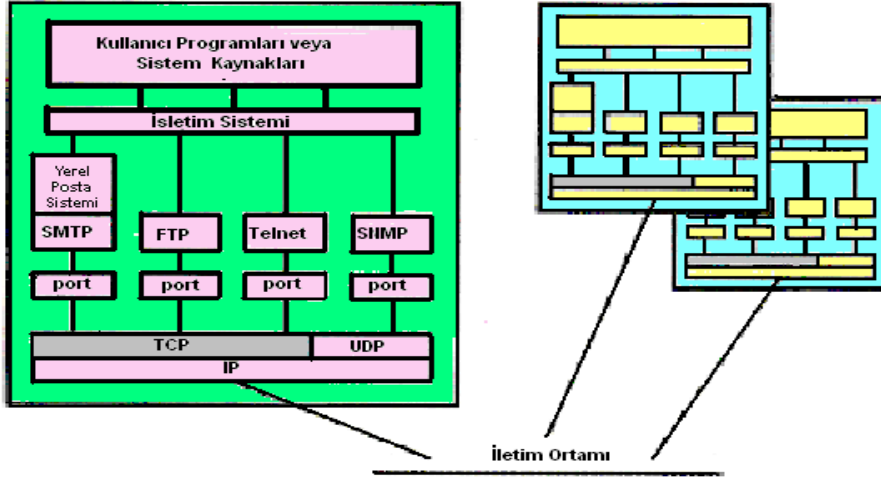 Kullanıcı Programları veya
Sistem Kaynakları
İsletim Sistemi
Yerel
Posta
Sistemi
SMTP
FTP
Telnet
SNMP
port
port
port
port
TCP
UDP
IP
İletim Ortamı